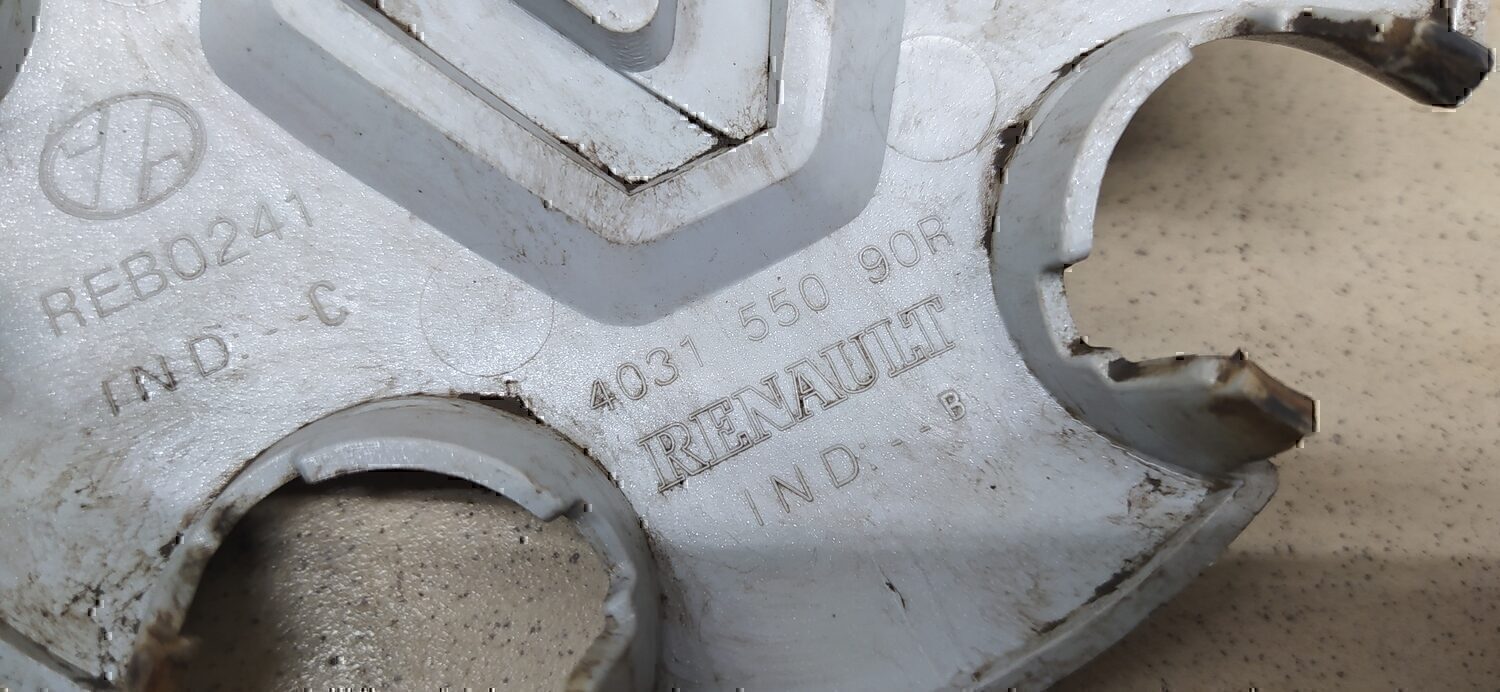 REB0241
IND:--C
4031 550 90R
RENAULT
IND:--B